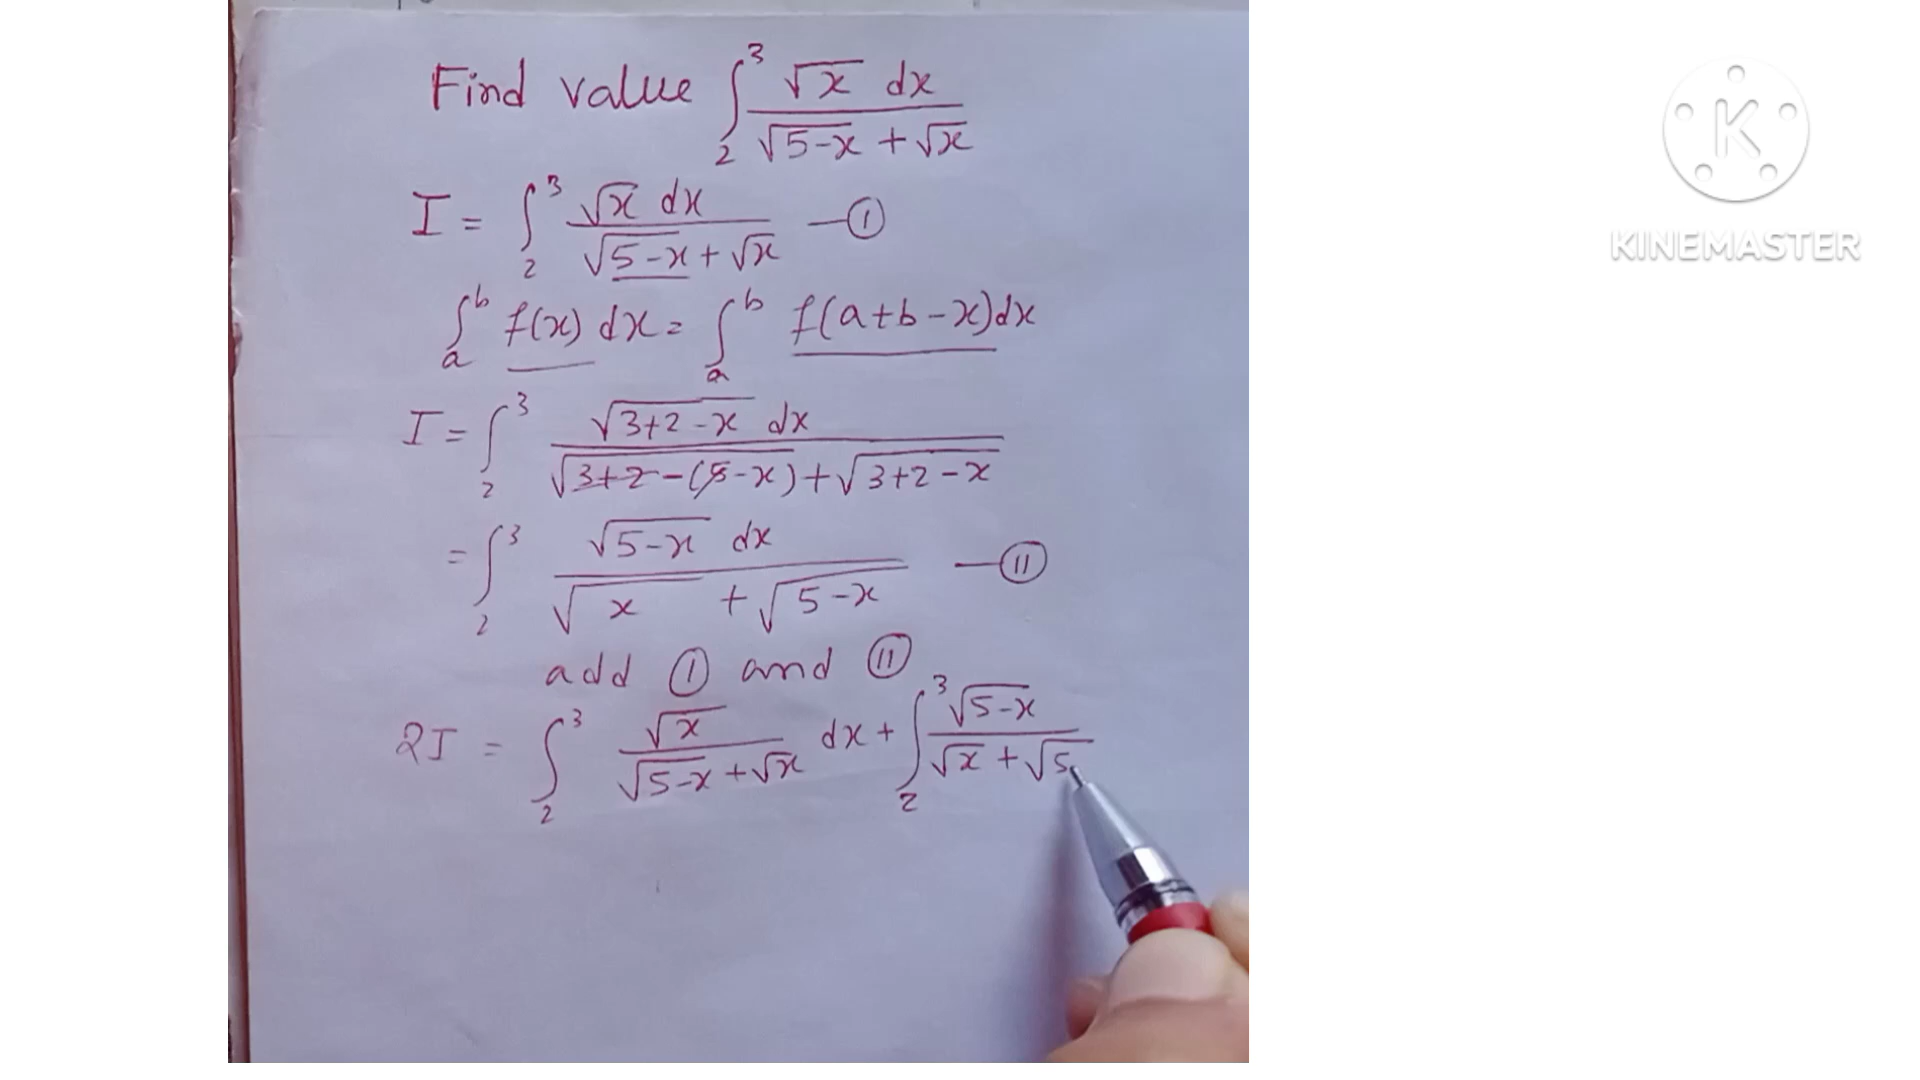 Find value ∫₂³ √x dx / (√(5-x) + √x)
I = ∫₂³ √x dx / (√(5-x) + √x) — ①
∫ₐᵇ f(x) dx = ∫ₐᵇ f(a+b-x)dx
I = ∫₂³ √(3+2-x) dx / (√(3+2-(5-x)) + √(3+2-x))
= ∫₂³ √(5-x) dx / (√x + √(5-x)) — ⑪
add ① and ⑪
2I = ∫₂³ √x / (√(5-x) + √x) dx + ∫₂³ √(5-x) / (√x + √5
KINEMASTER